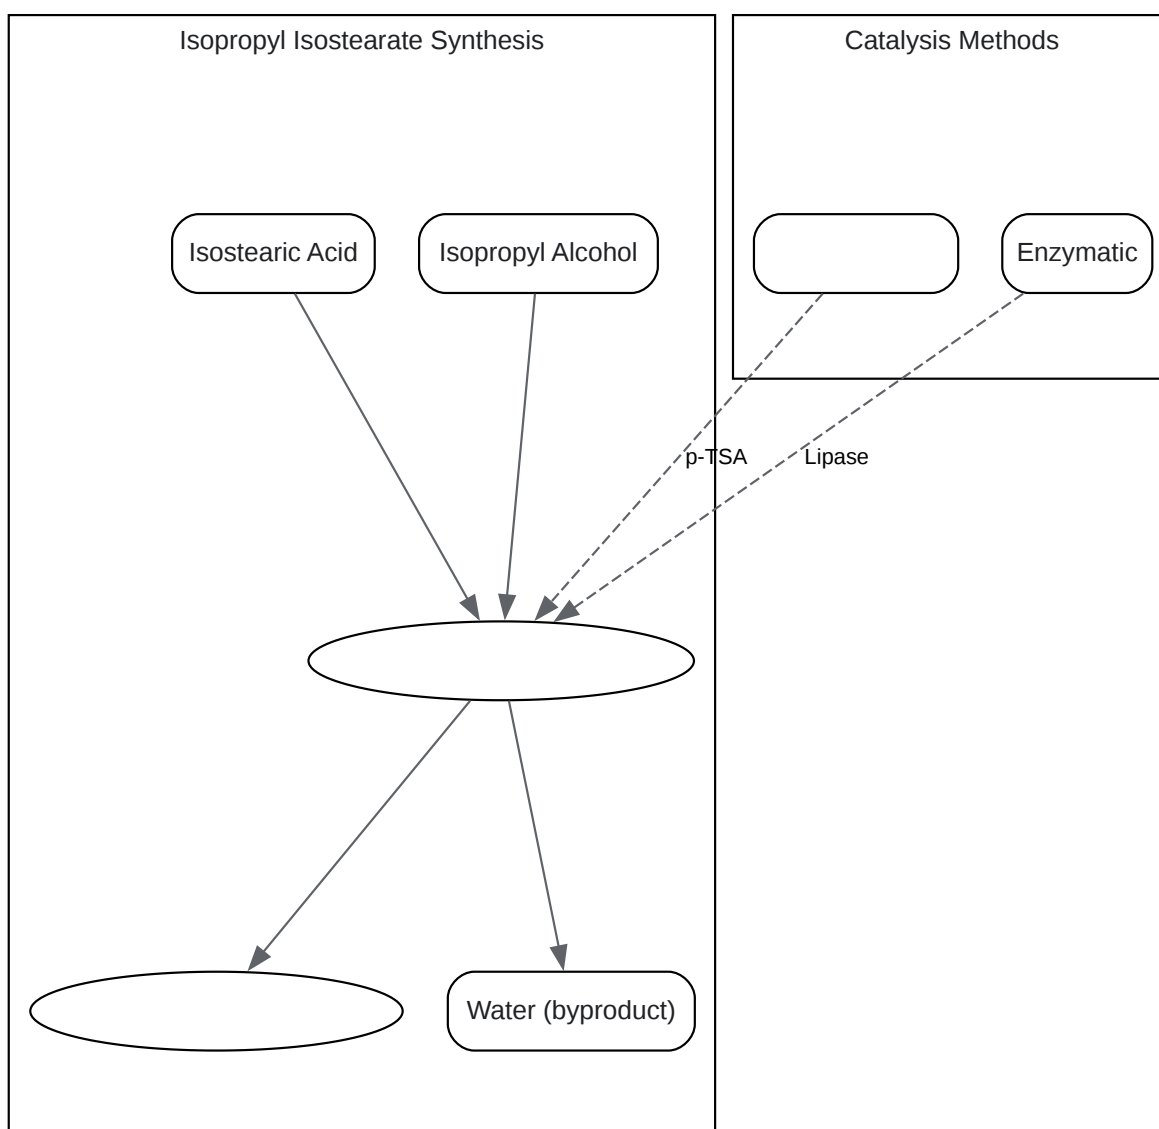 Isopropyl Isostearate Synthesis
Catalysis Methods
Isostearic Acid
Isopropyl Alcohol
Enzymatic
p-TSA
Lipase
Water (byproduct)